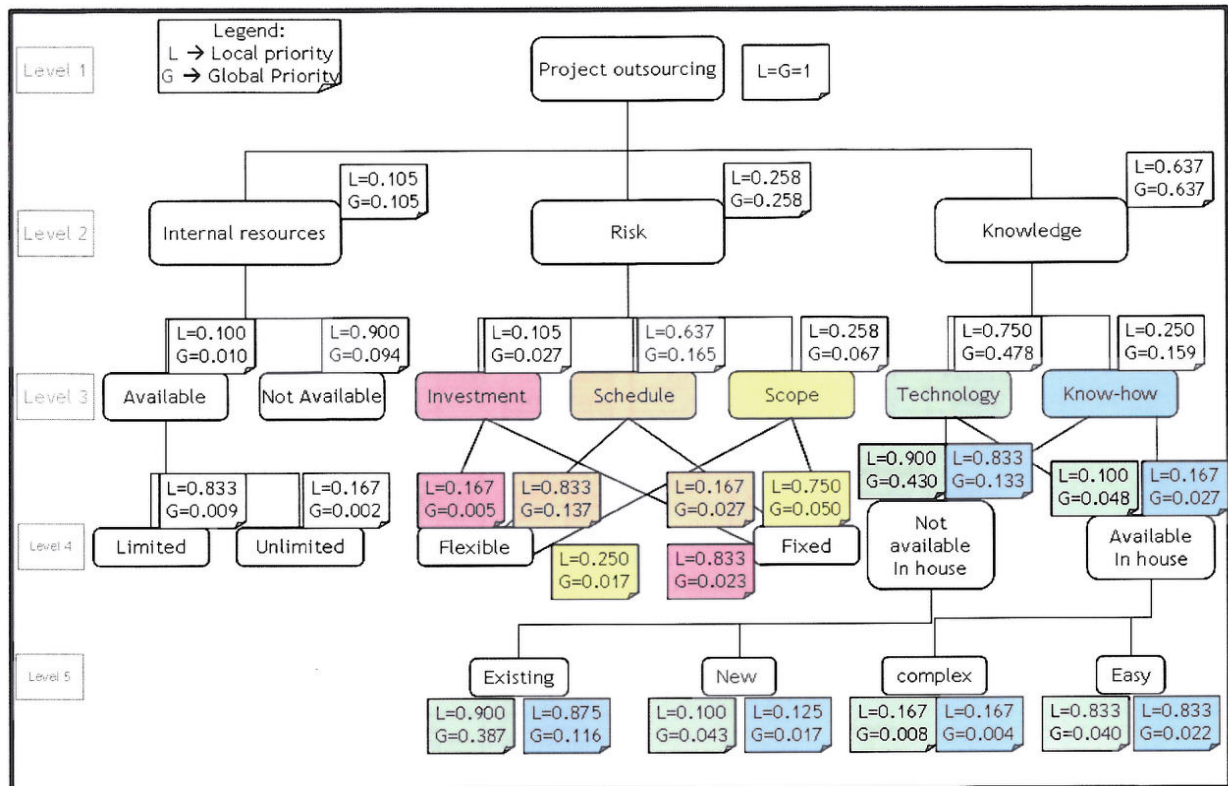 Legend:
L → Local priority
G → Global Priority
Level 1
Project outsourcing
L=G=1
L=0.105
G=0.105
L=0.258
G=0.258
L=0.637
G=0.637
Level 2
Internal resources
Risk
Knowledge
L=0.100
G=0.010
L=0.900
G=0.094
L=0.105
G=0.027
L=0.637
G=0.165
L=0.258
G=0.067
L=0.750
G=0.478
L=0.250
G=0.159
Level 3
Available
Not Available
Investment
Schedule
Scope
Technology
Know-how
L=0.833
G=0.009
L=0.167
G=0.002
L=0.167
G=0.005
L=0.833
G=0.137
L=0.167
G=0.027
L=0.750
G=0.050
L=0.900
G=0.430
L=0.833
G=0.133
L=0.100
G=0.048
L=0.167
G=0.027
Level 4
Limited
Unlimited
Flexible
Fixed
Not
available
In house
Available
In house
L=0.250
G=0.017
L=0.833
G=0.023
Level 5
Existing
New
complex
Easy
L=0.900
G=0.387
L=0.875
G=0.116
L=0.100
G=0.043
L=0.125
G=0.017
L=0.167
G=0.008
L=0.167
G=0.004
L=0.833
G=0.040
L=0.833
G=0.022